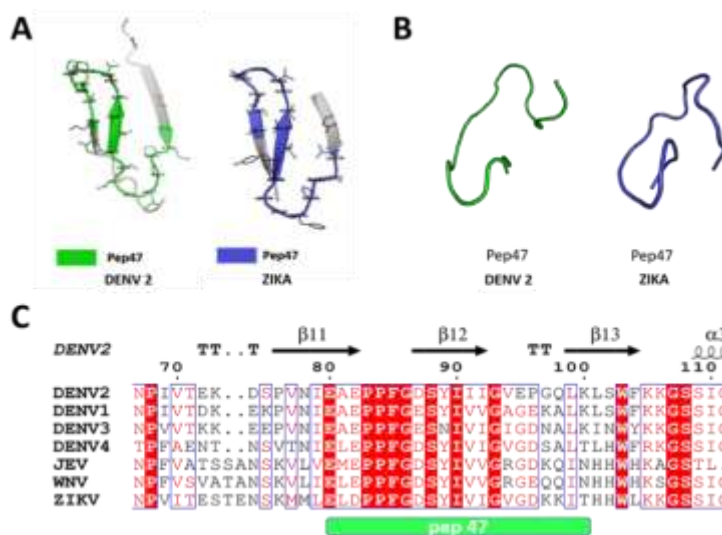 A
B
Pep47
DENV 2
Pep47
ZIKA
Pep47
DENV 2
Pep47
ZIKA
C
DENV2 TT..T β11 β12 TT β13
70 80 90 100 110
DENV2 NPIVTEK..DSPVNIEAEPPFGDSYIIIGVEPGQLKLSWFKKGSSIG
DENV1 NPIVTDK..EKPVNIEAEPPFGESYIVVGAGEKALKLSWFKKGSSIG
DENV3 NPVVTKK..EEPVNIEAEPPFGESNIVIGIGDKALKINWYKKGSSIG
DENV4 TPFAENT..NSVTNIELEPPFGDSYIVIGVGDSALTLHWFRKGSSIG
JEV NPFVATSSANSKVLVEMEPPFGDSYIVVGRGDKQINHHWHKAGSTL
WNV NPFVSVATANSKVLIELEPPFGDSYIVVGRGEQQINHHWHKSGSSIG
ZIKV NPVITESTENSKMMLELDPPFGDSYIVIGVGEKKITHHWLKKGSSIG
pep 47